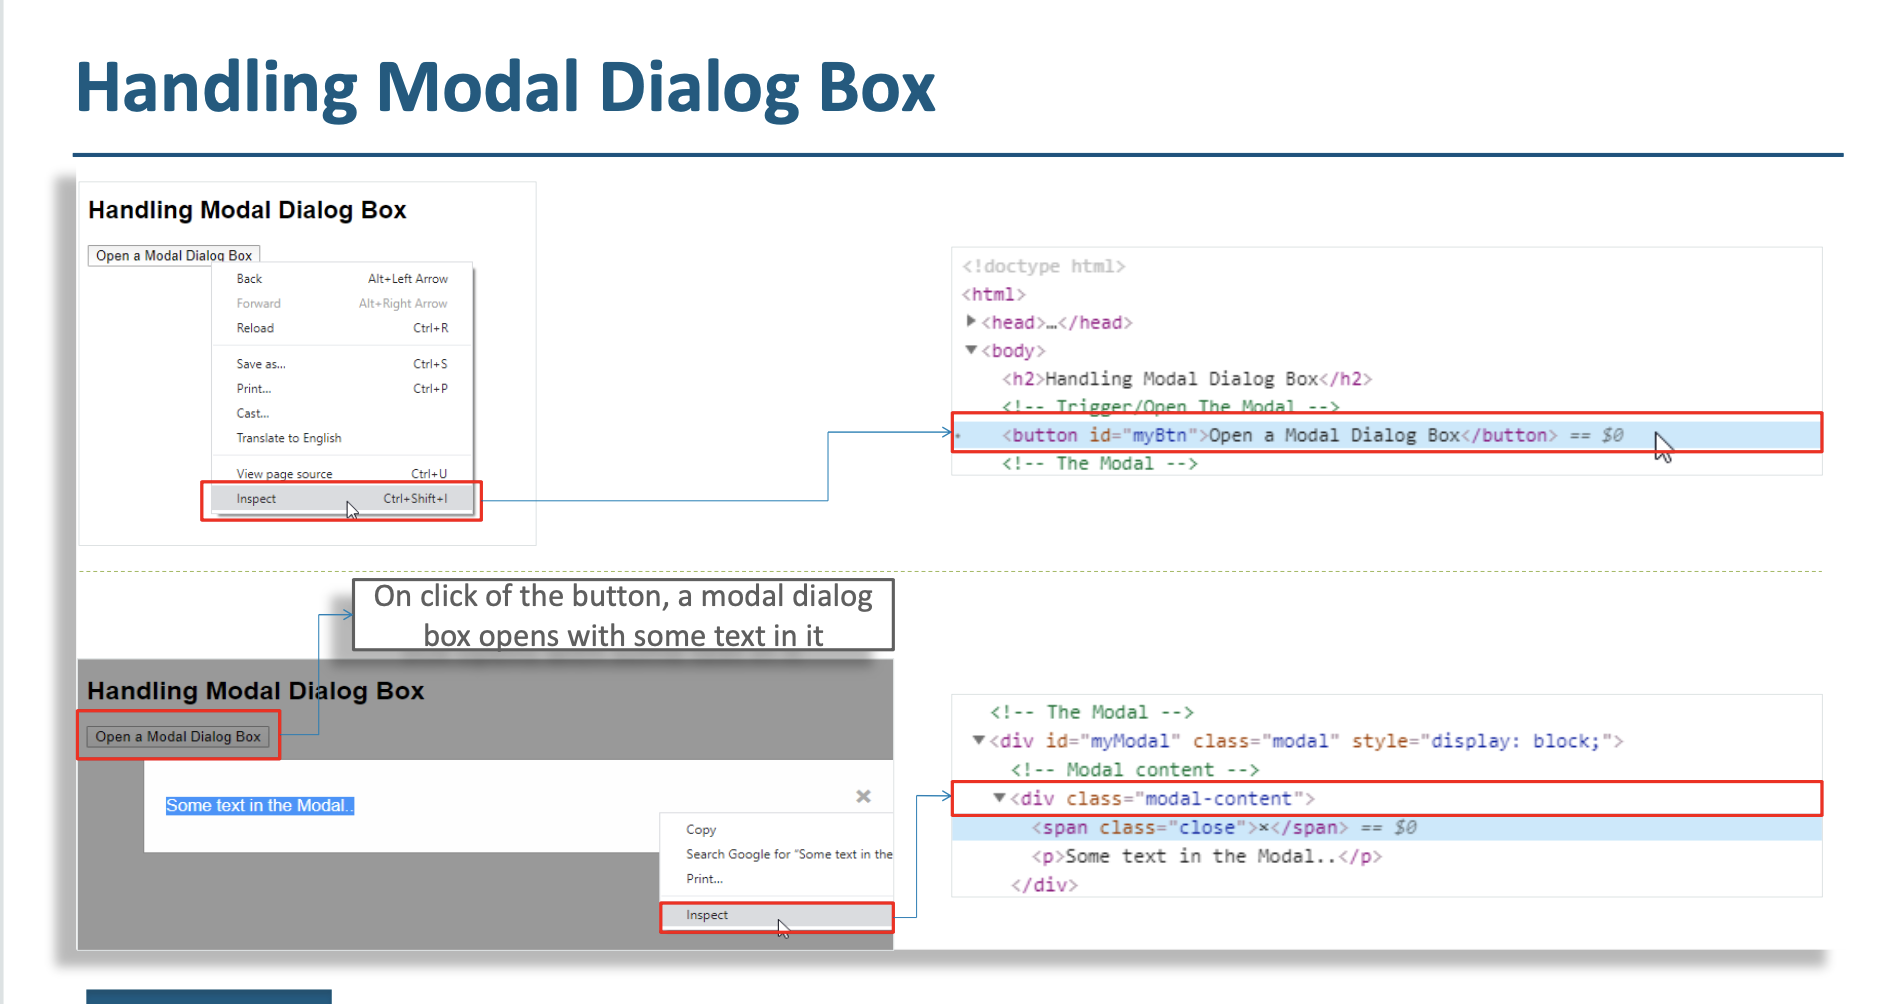 Handling Modal Dialog Box
Handling Modal Dialog Box
Open a Modal Dialog Box
Back Alt+Left Arrow
Forward Alt+Right Arrow
Reload Ctrl+R
Save as... Ctrl+S
Print... Ctrl+P
Cast...
Translate to English
View page source Ctrl+U
Inspect Ctrl+Shift+I
<!doctype html>
<html>
▶<head>…</head>
▼<body>
<h2>Handling Modal Dialog Box</h2>
<!-- Trigger/Open The Modal -->
<button id="myBtn">Open a Modal Dialog Box</button> == $0
<!-- The Modal -->
On click of the button, a modal dialog
box opens with some text in it
Handling Modal Dialog Box
Open a Modal Dialog Box
Some text in the Modal..
×
Copy
Search Google for “Some text in the
Print...
Inspect
<!-- The Modal -->
▼<div id="myModal" class="modal" style="display: block;">
<!-- Modal content -->
▼<div class="modal-content">
<span class="close">×</span> == $0
<p>Some text in the Modal..</p>
</div>